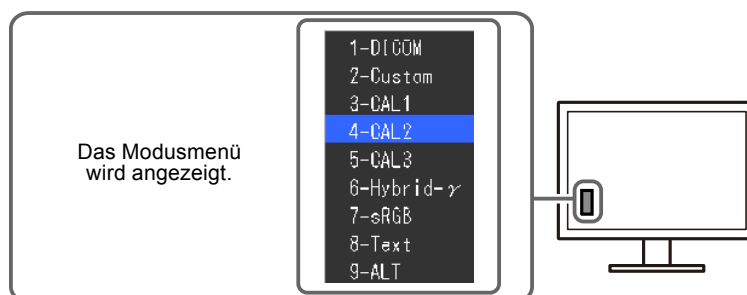 Das Modusmenü
wird angezeigt.
1-DICOM
2-Custom
3-CAL1
4-CAL2
5-CAL3
6-Hybrid-γ
7-sRGB
8-Text
9-ALT